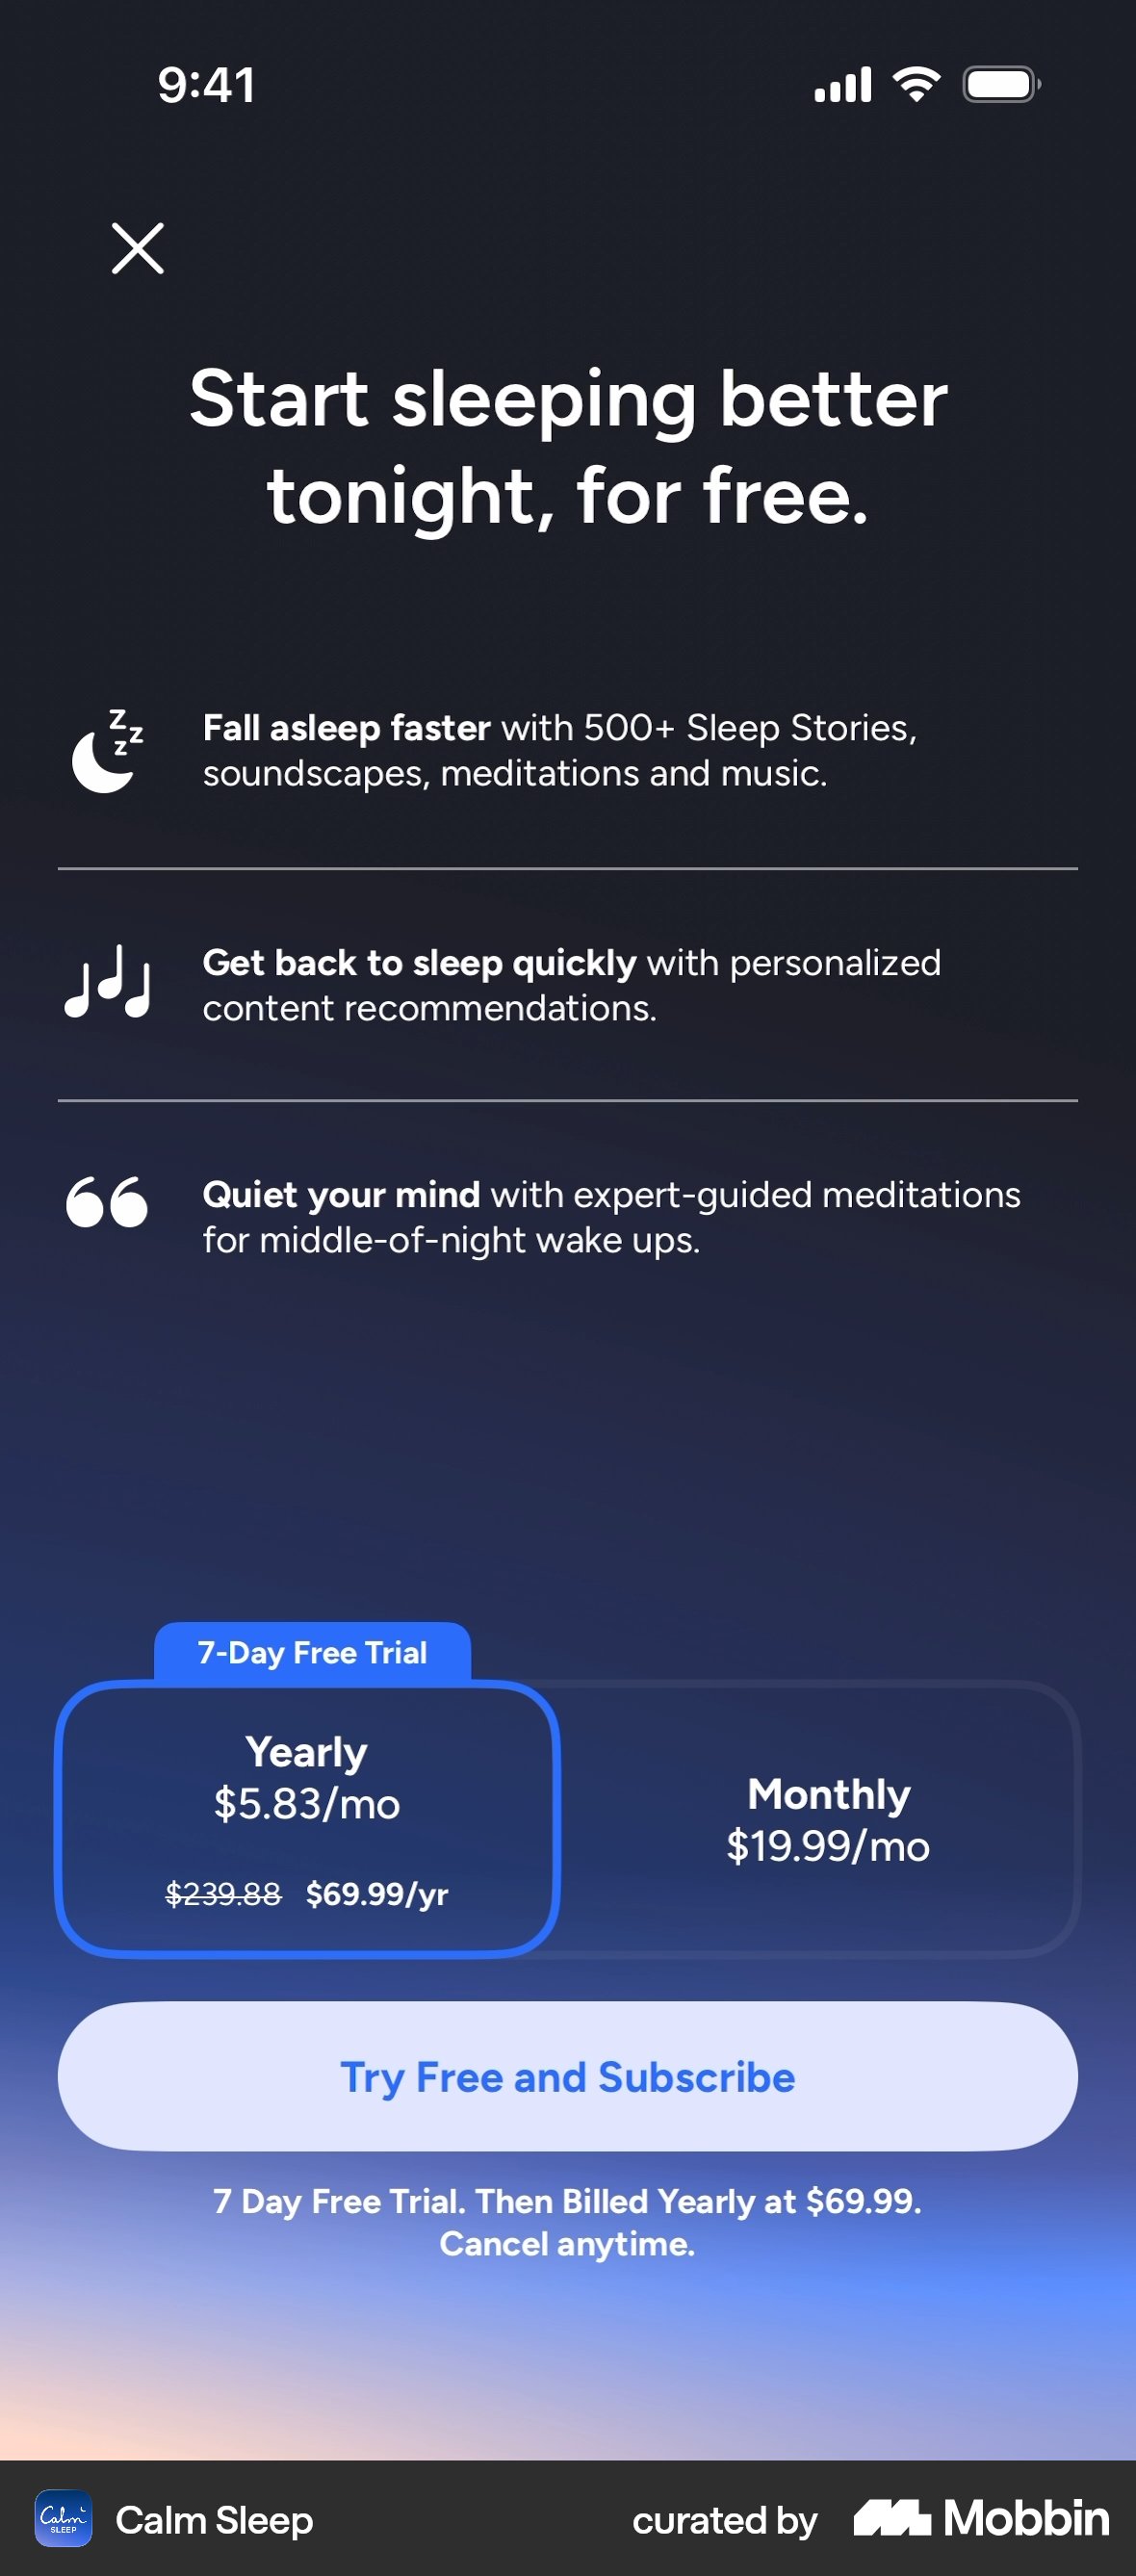 9:41
Start sleeping better
tonight, for free.
z z z
Fall asleep faster with 500+ Sleep Stories,
soundscapes, meditations and music.
Get back to sleep quickly with personalized
content recommendations.
Quiet your mind with expert-guided meditations
for middle-of-night wake ups.
7-Day Free Trial
Yearly
$5.83/mo
$239.88 $69.99/yr
Monthly
$19.99/mo
Try Free and Subscribe
7 Day Free Trial. Then Billed Yearly at $69.99.
Cancel anytime.
Calm
SLEEP
Calm Sleep
curated by Mobbin